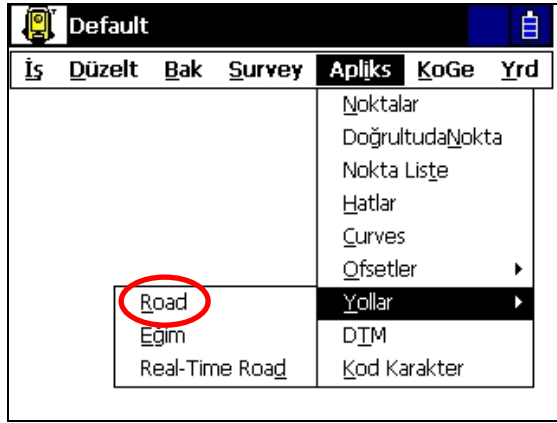 Default
İş Düzelt Bak Survey Apliks KoGe Yrd
Noktalar
DoğrultudaNokta
Nokta Liste
Hatlar
Curves
Ofsetler
Road Yollar
Eğim DTM
Real-Time Road Kod Karakter